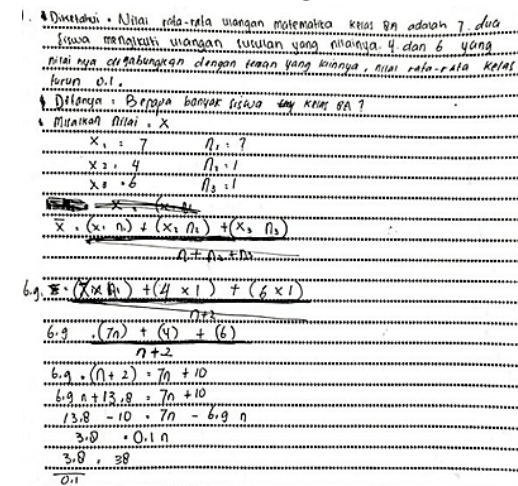 1. Diketahui • Nilai rata-rata ulangan matematika kelas 8A adalah 7. dua
siswa mengikuti ulangan susulan yang nilainya 4 dan 6 yang
nilainya digabungkan dengan teman yang lainnya, nilai rata-rata kelas
turun 0.1.
Ditanya : Berapa banyak siswa kelas 8A ?
Misalkan nilai . X
X₁ : 7 n₁ : ?
X₂ . 4 n₂ : 1
X₃ • 6 n₃ : 1
X̄ . (X₁ n₁) + (X₂ n₂) + (X₃ n₃)
n + n₂ + n₃
6.9. (7 x n₁) + (4 x 1) + (6 x 1)
n+2
6.9 . (7n) + (4) + (6)
n+2
6.9 . (n + 2) = 7n + 10
6.9 n + 13.8 = 7n + 10
13.8 - 10 . 7n - 6.9 n
3.8 • 0.1 n
3.8 . 38
0.1